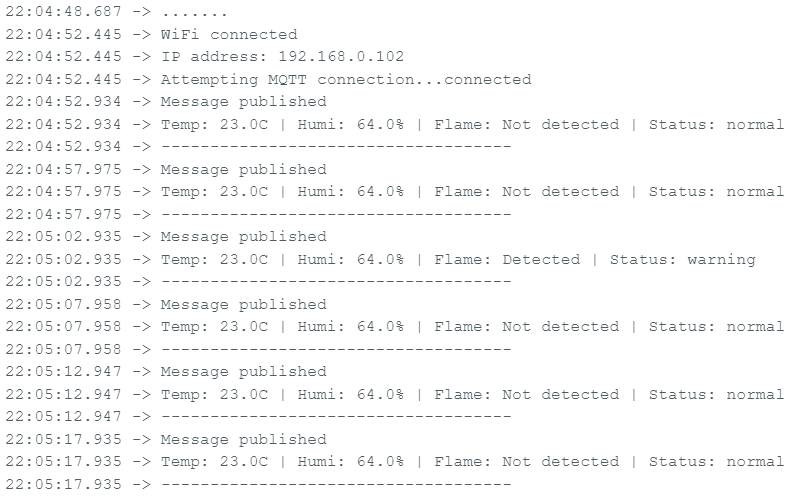 22:04:48.687 -> .......
22:04:52.445 -> WiFi connected
22:04:52.445 -> IP address: 192.168.0.102
22:04:52.445 -> Attempting MQTT connection...connected
22:04:52.934 -> Message published
22:04:52.934 -> Temp: 23.0C | Humi: 64.0% | Flame: Not detected | Status: normal
22:04:52.934 -> ------------------------------------
22:04:57.975 -> Message published
22:04:57.975 -> Temp: 23.0C | Humi: 64.0% | Flame: Not detected | Status: normal
22:04:57.975 -> ------------------------------------
22:05:02.935 -> Message published
22:05:02.935 -> Temp: 23.0C | Humi: 64.0% | Flame: Detected | Status: warning
22:05:02.935 -> ------------------------------------
22:05:07.958 -> Message published
22:05:07.958 -> Temp: 23.0C | Humi: 64.0% | Flame: Not detected | Status: normal
22:05:07.958 -> ------------------------------------
22:05:12.947 -> Message published
22:05:12.947 -> Temp: 23.0C | Humi: 64.0% | Flame: Not detected | Status: normal
22:05:12.947 -> ------------------------------------
22:05:17.935 -> Message published
22:05:17.935 -> Temp: 23.0C | Humi: 64.0% | Flame: Not detected | Status: normal
22:05:17.935 -> ------------------------------------